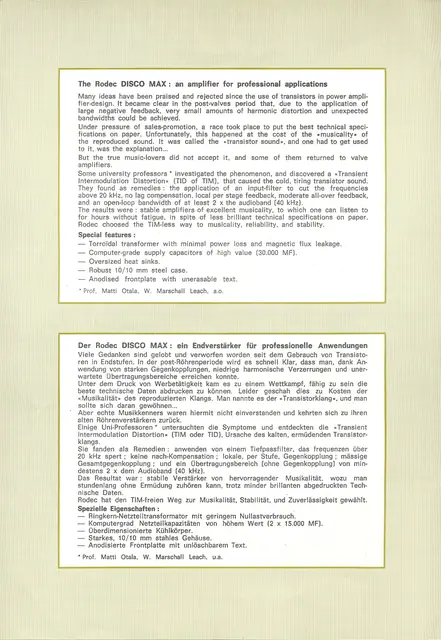 The Rodec DISCO MAX : an amplifier for professional applications
Many ideas have been praised and rejected since the use of transistors in power ampli-
fier-design. It became clear in the post-valves period that, due to the application of
large negative feedback, very small amounts of harmonic distortion and unexpected
bandwidths could be achieved.
Under pressure of sales-promotion, a race took place to put the best technical speci-
fications on paper. Unfortunately, this happened at the cost of the «musicality» of
the reproduced sound. It was called the «transistor sound», and one had to get used
to it, was the explanation...
But the true music-lovers did not accept it, and some of them returned to valve
amplifiers.
Some university professors * investigated the phenomenon, and discovered a «Transient
Intermodulation Distortion» (TID of TIM), that caused the cold, tiring transistor sound.
They found as remedies : the application of an input-filter to cut the frequencies
above 20 kHz, no lag compensation, local per stage feedback, moderate all-over feedback,
and an open-loop bandwidth of at least 2 x the audioband (40 kHz).
The results were : stable amplifiers of excellent musicality, to which one can listen to
for hours without fatigue, in spite of less brilliant technical specifications on paper.
Rodec choosed the TIM-less way to musicality, reliability, and stability.
Special features :
— Torroidal transformer with minimal power loss and magnetic flux leakage.
— Computer-grade supply capacitors of high value (30.000 MF).
— Oversized heat sinks.
— Robust 10/10 mm steel case.
— Anodised frontplate with unerasable text.
* Prof. Matti Otala, W. Marschall Leach, a.o.
Der Rodec DISCO MAX : ein Endverstärker für professionelle Anwendungen
Viele Gedanken sind gelobt und verworfen worden seit dem Gebrauch von Transisto-
ren in Endstufen. In der post-Röhrenperiode wird es schnell Klar, dass man, dank An-
wendung von starken Gegenkopplungen, niedrige harmonische Verzerrungen und uner-
wartete Übertragungsbereiche erreichen konnte.
Unter dem Druck von Werbetätigkeit kam es zu einem Wettkampf, fähig zu sein die
beste technische Daten abdrucken zu können. Leider geschah dies zu Kosten der
«Musikalität» des reproduzierten Klangs. Man nannte es der «Transistorklang», und man
sollte sich daran gewöhnen...
Aber echte Musikkenners waren hiermit nicht einverstanden und kehrten sich zu ihren
alten Röhrenverstärkern zurück.
Einige Uni-Professoren * untersuchten die Symptome und entdeckten die «Transient
Intermodulation Distortion» (TIM oder TID), Ursache des kalten, ermüdenden Transistor-
klangs.
Sie fanden als Remedien : anwenden von einem Tiefpassfilter, das frequenzen über
20 kHz spert ; keine nach-Kompensation ; lokale, per Stufe, Gegenkopplung ; mässige
Gesamtgegenkopplung ; und ein Übertragungsbereich (ohne Gegenkopplung) von min-
destens 2 x dem Audioband (40 kHz).
Das Resultat war : stabile Verstärker von hervorragender Musikalität, wozu man
stundenlang ohne Ermüdung zuhören kann, trotz minder brillanten abgedruckten Tech-
nische Daten.
Rodec hat den TIM-freien Weg zur Musikalität, Stabilität, und Zuverlässigkeit gewählt.
Spezielle Eigenschaften :
— Ringkern-Netzteiltransformator mit geringem Nullastverbrauch.
— Komputergrad Netzteilkapazitäten von höhem Wert (2 x 15.000 MF).
— Überdimensionierte Kühlkörper.
— Starkes, 10/10 mm stahles Gehäuse.
— Anodisierte Frontplatte mit unlöschbarem Text.
* Prof. Matti Otala, W. Marschall Leach, u.a.